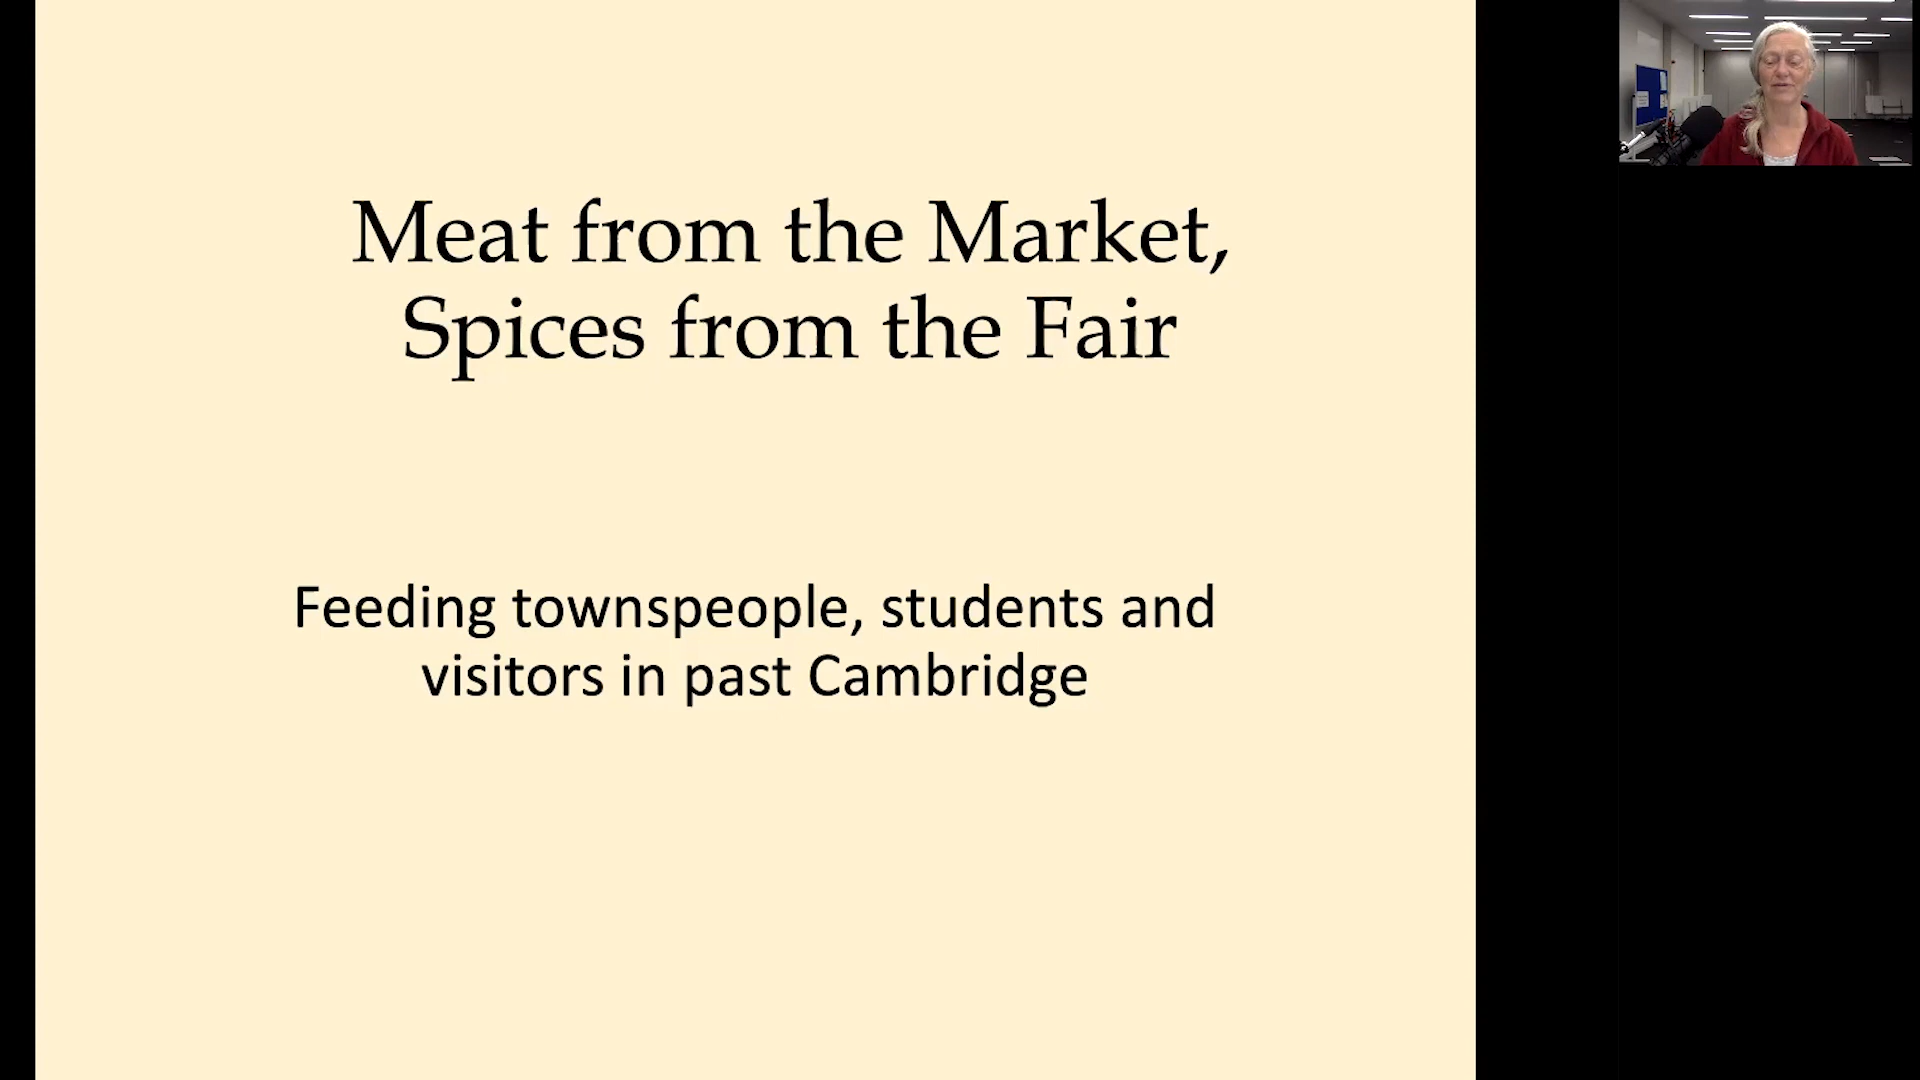 Meat from the Market,
Spices from the Fair
Feeding townspeople, students and
visitors in past Cambridge